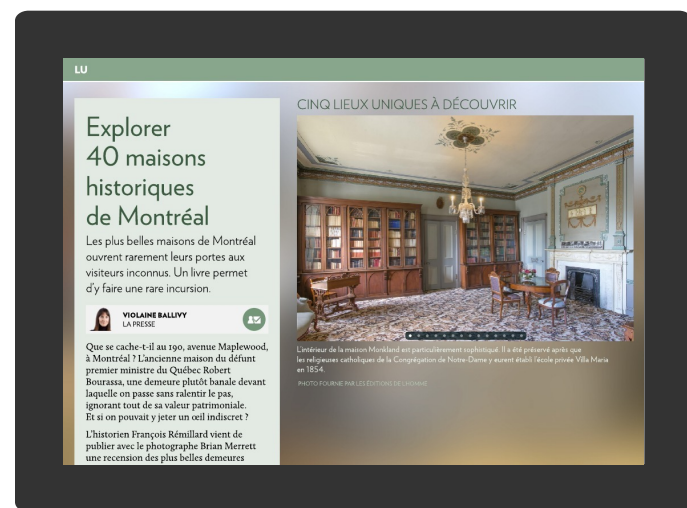 LU
Explorer
40 maisons
historiques
de Montréal
Les plus belles maisons de Montréal
ouvrent rarement leurs portes aux
visiteurs inconnus. Un livre permet
d'y faire une rare incursion.
VIOLAINE BALLIVY
LA PRESSE
Que se cache-t-il au 190, avenue Maplewood,
à Montréal ? L'ancienne maison du défunt
premier ministre du Québec Robert
Bourassa, une demeure plutôt banale devant
laquelle on passe sans ralentir le pas,
ignorant tout de sa valeur patrimoniale.
Et si on pouvait y jeter un œil indiscret ?
L'historien François Rémillard vient de
publier avec le photographe Brian Merrett
une recension des plus belles demeures
CINQ LIEUX UNIQUES À DÉCOUVRIR
L'intérieur de la maison Monkland est particulièrement sophistiqué. Il a été préservé après que
les religieuses catholiques de la Congrégation de Notre-Dame y eurent établi l'école privée Villa Maria
en 1854.
PHOTO FOURNIE PAR LES ÉDITIONS DE L'HOMME